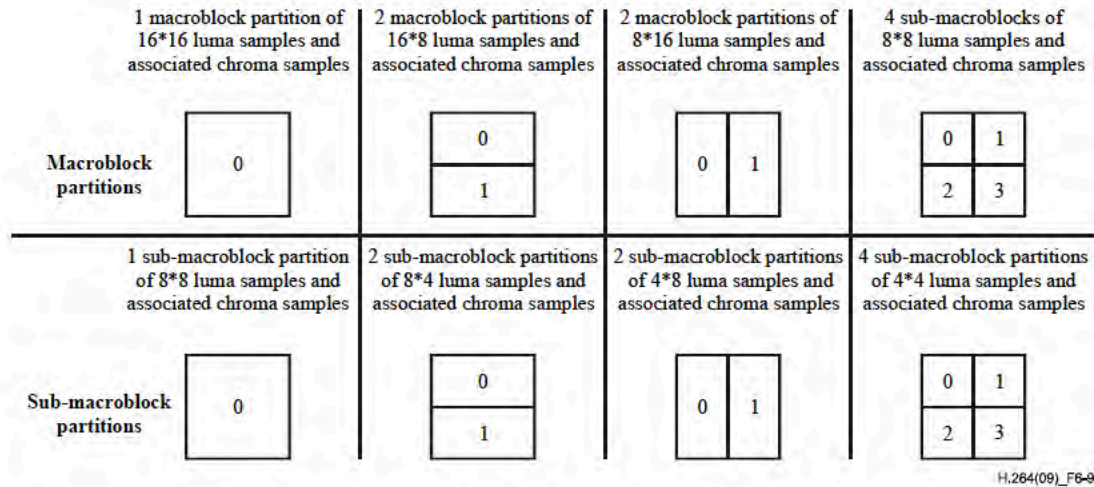 1 macroblock partition of
16*16 luma samples and
associated chroma samples
2 macroblock partitions of
16*8 luma samples and
associated chroma samples
2 macroblock partitions of
8*16 luma samples and
associated chroma samples
4 sub-macroblocks of
8*8 luma samples and
associated chroma samples
Macroblock
partitions
0
0
1
0 1
0 1
2 3
1 sub-macroblock partition
of 8*8 luma samples and
associated chroma samples
2 sub-macroblock partitions
of 8*4 luma samples and
associated chroma samples
2 sub-macroblock partitions
of 4*8 luma samples and
associated chroma samples
4 sub-macroblock partitions
of 4*4 luma samples and
associated chroma samples
Sub-macroblock
partitions
0
0
1
0 1
0 1
2 3
H.264(09)_F6-9